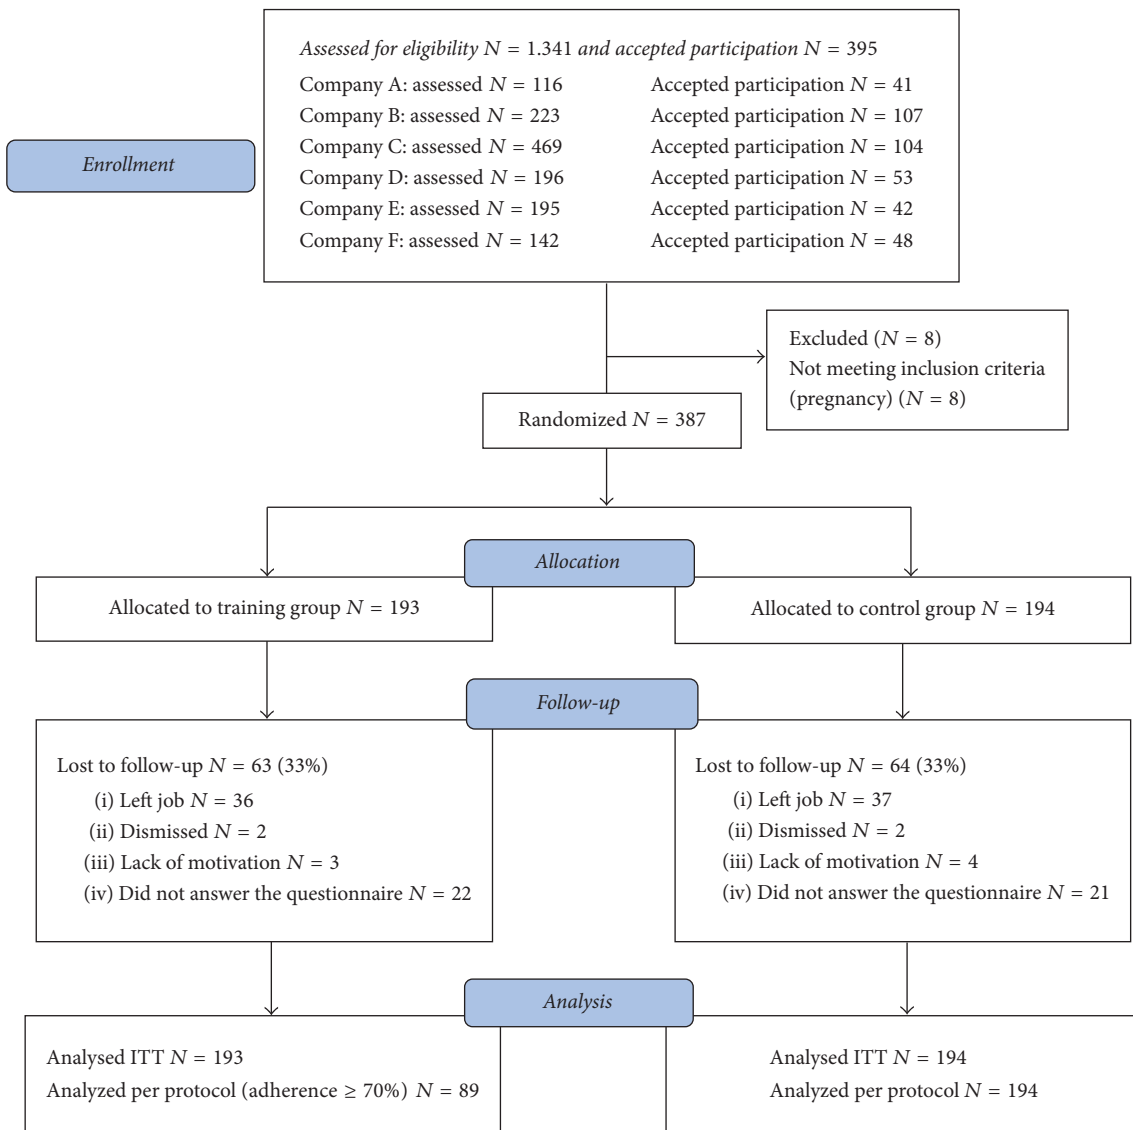 Assessed for eligibility N = 1.341 and accepted participation N = 395
Company A: assessed N = 116 Accepted participation N = 41
Company B: assessed N = 223 Accepted participation N = 107
Company C: assessed N = 469 Accepted participation N = 104
Company D: assessed N = 196 Accepted participation N = 53
Company E: assessed N = 195 Accepted participation N = 42
Company F: assessed N = 142 Accepted participation N = 48
Enrollment
Excluded (N = 8)
Not meeting inclusion criteria
(pregnancy) (N = 8)
Randomized N = 387
Allocation
Allocated to training group N = 193
Allocated to control group N = 194
Follow-up
Lost to follow-up N = 63 (33%)
(i) Left job N = 36
(ii) Dismissed N = 2
(iii) Lack of motivation N = 3
(iv) Did not answer the questionnaire N = 22
Lost to follow-up N = 64 (33%)
(i) Left job N = 37
(ii) Dismissed N = 2
(iii) Lack of motivation N = 4
(iv) Did not answer the questionnaire N = 21
Analysis
Analysed ITT N = 193
Analyzed per protocol (adherence ≥ 70%) N = 89
Analysed ITT N = 194
Analyzed per protocol N = 194